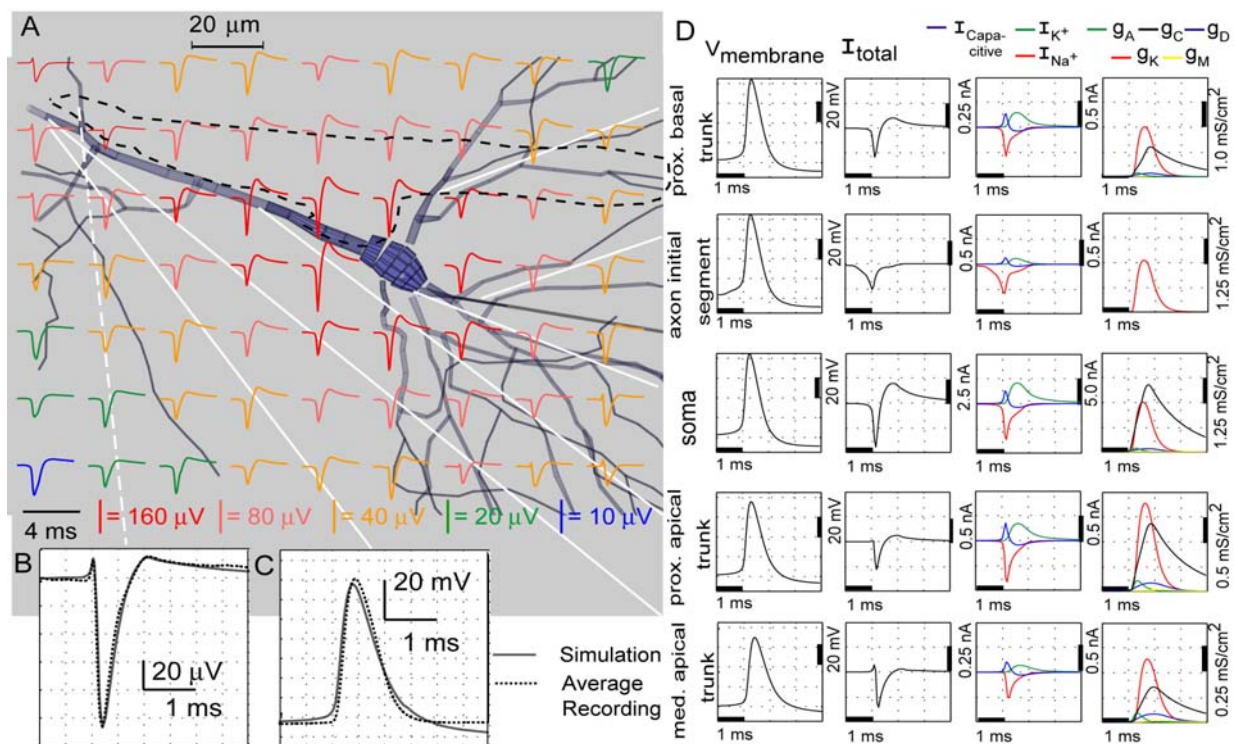 A
20 μm
4 ms
= 160 μV
= 80 μV
= 40 μV
= 20 μV
= 10 μV
B
20 μV
1 ms
C
20 mV
1 ms
Simulation
Average
Recording
D
V membrane
I total
I Capa-
citive
I K+
I Na+
g A
g C
g D
g K
g M
prox. basal
trunk
20 mV
0.25 nA
0.5 nA
1.0 mS/cm²
1 ms
1 ms
1 ms
1 ms
axon initial
segment
20 mV
0.5 nA
0.5 nA
1.25 mS/cm²
1 ms
1 ms
1 ms
1 ms
soma
20 mV
2.5 nA
5.0 nA
1.25 mS/cm²
1 ms
1 ms
1 ms
1 ms
prox. apical
trunk
20 mV
0.5 nA
0.5 nA
0.5 mS/cm²
1 ms
1 ms
1 ms
1 ms
med. apical
trunk
20 mV
0.25 nA
0.5 nA
0.25 mS/cm²
1 ms
1 ms
1 ms
1 ms